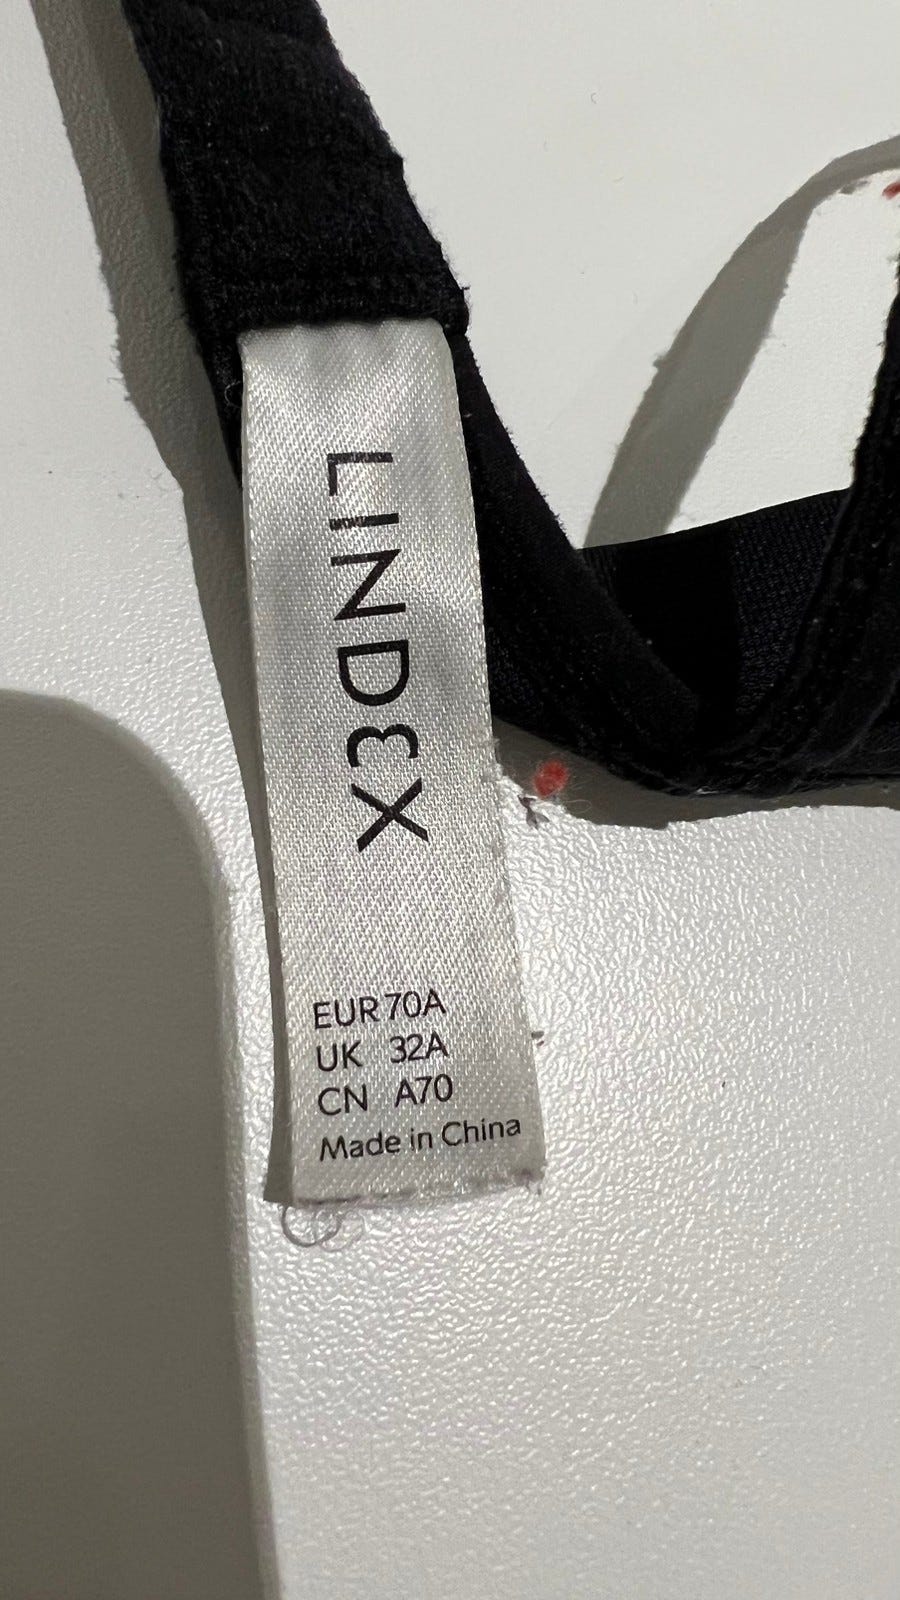 LINDEX
EUR 70A
UK 32A
CN A70
Made in China